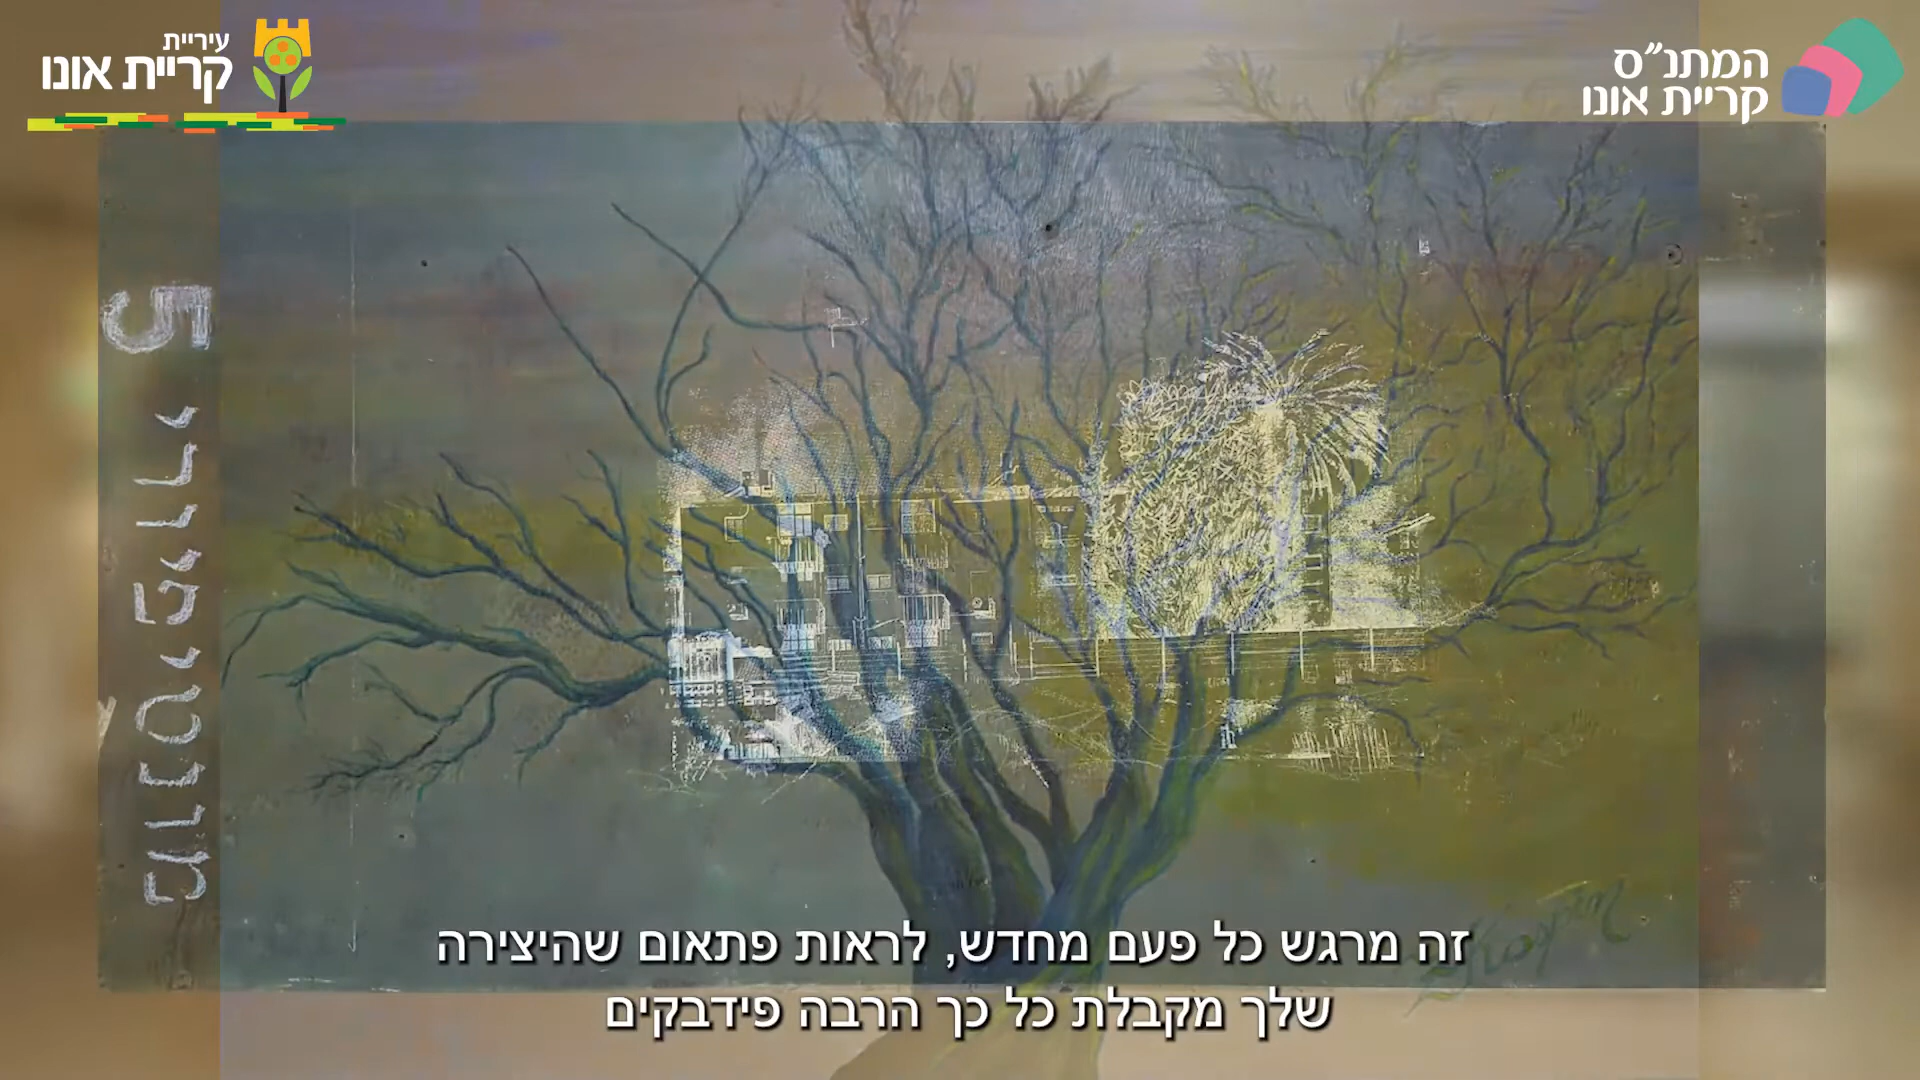 עיריית
קריית אונו
המתנ"ס
קריית אונו
5
זה מרגש כל פעם מחדש, לראות פתאום שהיצירה
שלך מקבלת כל כך הרבה פידבקים